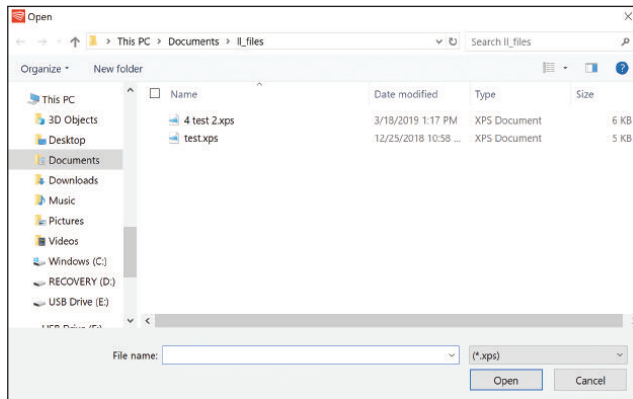 Open
This PC > Documents > ll_files
Search ll_files
Organize
New folder
Name
Date modified
Type
Size
This PC
3D Objects
Desktop
Documents
Downloads
Music
Pictures
Videos
Windows (C:)
RECOVERY (D:)
USB Drive (E:)
4 test 2.xps 3/18/2019 1:17 PM XPS Document 6 KB
test.xps 12/25/2018 10:58 ... XPS Document 5 KB
File name:
(*.xps)
Open
Cancel